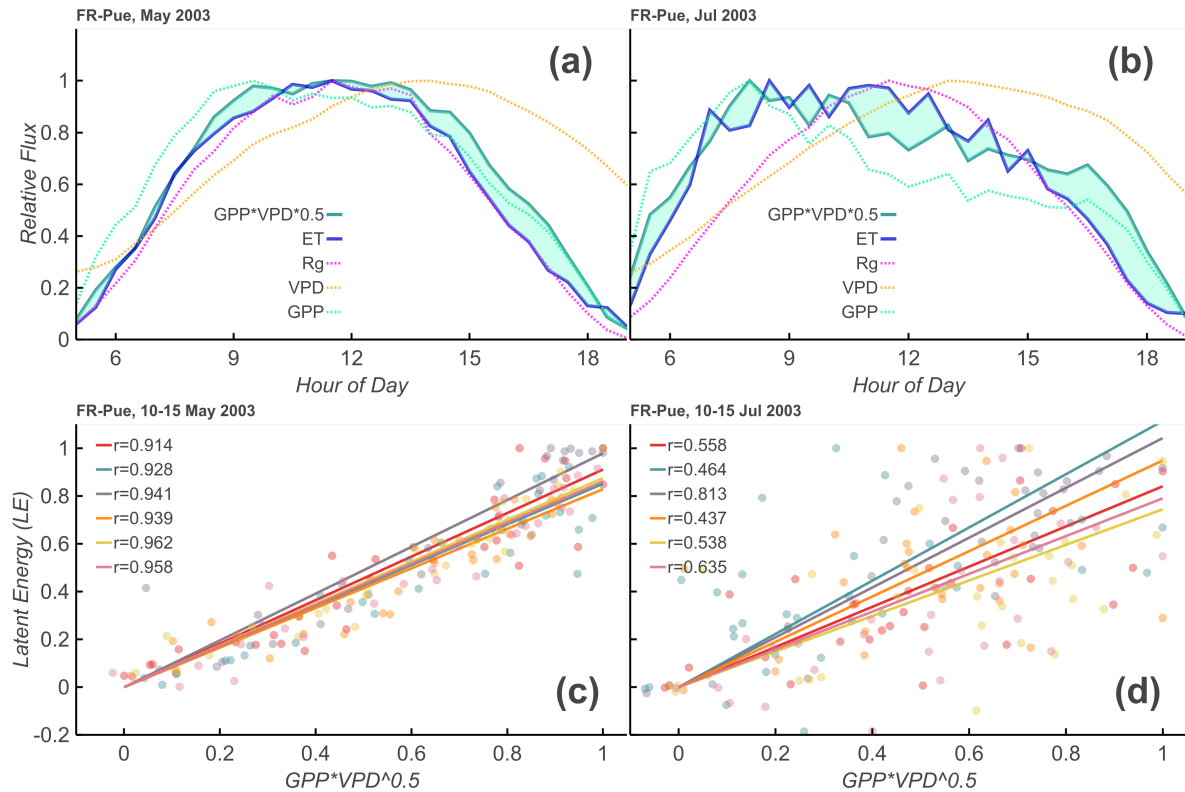 FR-Pue, May 2003
FR-Pue, Jul 2003
(a)
(b)
1
0.8
0.6
0.4
0.2
0
Relative Flux
GPP*VPD*0.5
ET
Rg
VPD
GPP
GPP*VPD*0.5
ET
Rg
VPD
GPP
6 9 12 15 18
6 9 12 15 18
Hour of Day
Hour of Day
FR-Pue, 10-15 May 2003
FR-Pue, 10-15 Jul 2003
1
0.8
0.6
0.4
0.2
0
-0.2
Latent Energy (LE)
r=0.914
r=0.928
r=0.941
r=0.939
r=0.962
r=0.958
r=0.558
r=0.464
r=0.813
r=0.437
r=0.538
r=0.635
(c)
(d)
0 0.2 0.4 0.6 0.8 1
0 0.2 0.4 0.6 0.8 1
GPP*VPD^0.5
GPP*VPD^0.5